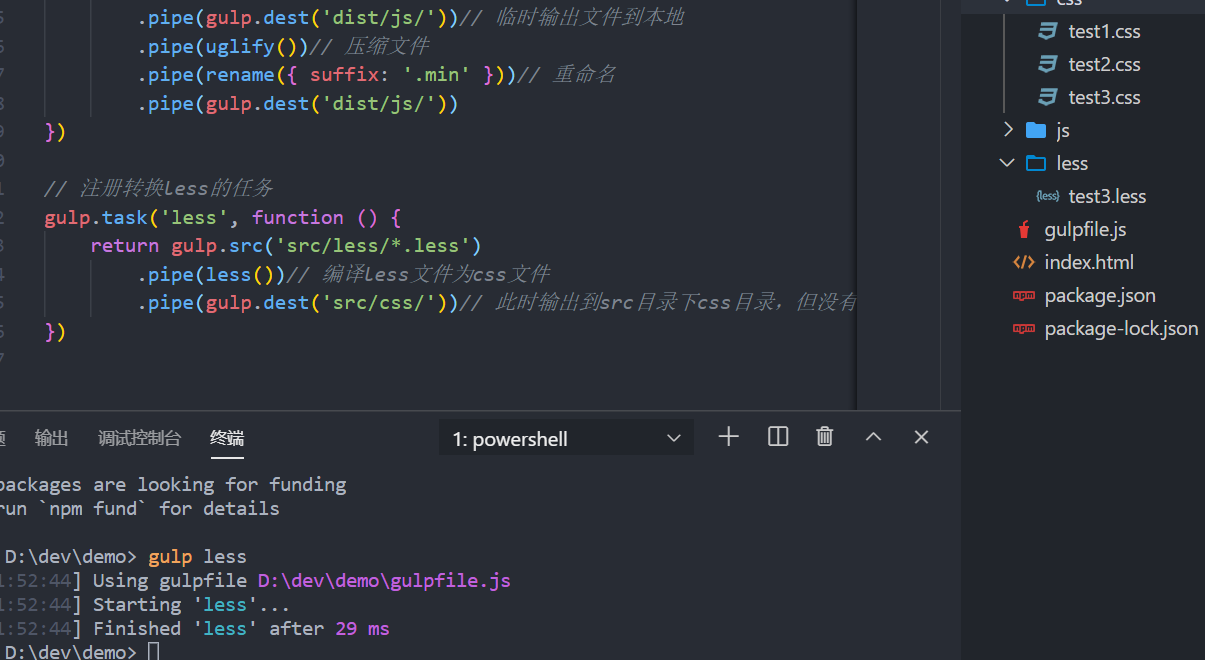 .pipe(gulp.dest('dist/js/'))// 临时输出文件到本地
.pipe(uglify())// 压缩文件
.pipe(rename({ suffix: '.min' }))// 重命名
.pipe(gulp.dest('dist/js/'))
})
// 注册转换less的任务
gulp.task('less', function () {
return gulp.src('src/less/*.less')
.pipe(less())// 编译less文件为css文件
.pipe(gulp.dest('src/css/'))// 此时输出到src目录下css目录，但没有
})
css
test1.css
test2.css
test3.css
js
less
{less} test3.less
gulpfile.js
index.html
npm package.json
npm package-lock.json
输出 调试控制台 终端 1: powershell
packages are looking for funding
run `npm fund` for details
D:\dev\demo> gulp less
:52:44] Using gulpfile D:\dev\demo\gulpfile.js
:52:44] Starting 'less'...
:52:44] Finished 'less' after 29 ms
D:\dev\demo>